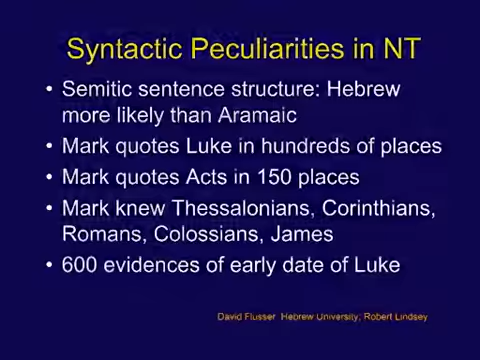 Syntactic Peculiarities in NT
• Semitic sentence structure: Hebrew
more likely than Aramaic
• Mark quotes Luke in hundreds of places
• Mark quotes Acts in 150 places
• Mark knew Thessalonians, Corinthians,
Romans, Colossians, James
• 600 evidences of early date of Luke
David Flusser Hebrew University; Robert Lindsey